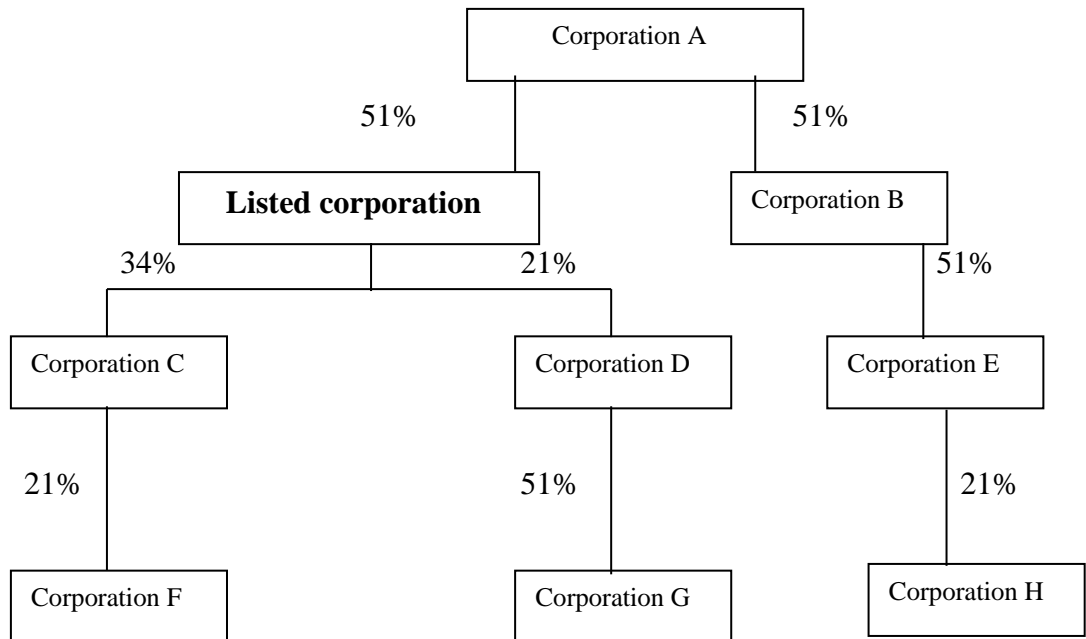 Corporation A
51%
51%
Listed corporation
Corporation B
34%
21%
51%
Corporation C
Corporation D
Corporation E
21%
51%
21%
Corporation F
Corporation G
Corporation H